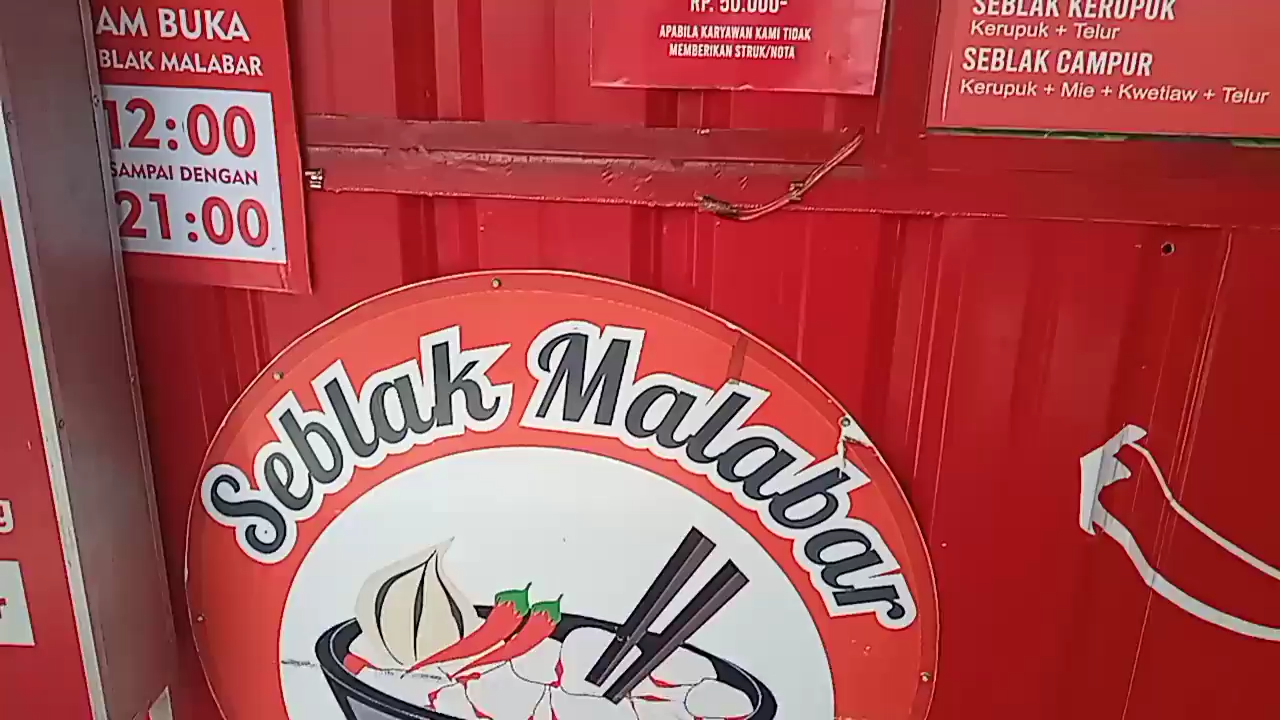 AM BUKA
BLAK MALABAR
12:00
SAMPAI DENGAN
21:00
RP. 50.000-
APABILA KARYAWAN KAMI TIDAK
MEMBERIKAN STRUK/NOTA
SEBLAK KERUPUK
Kerupuk + Telur
SEBLAK CAMPUR
Kerupuk + Mie + Kwetiaw + Telur
Seblak Malabar